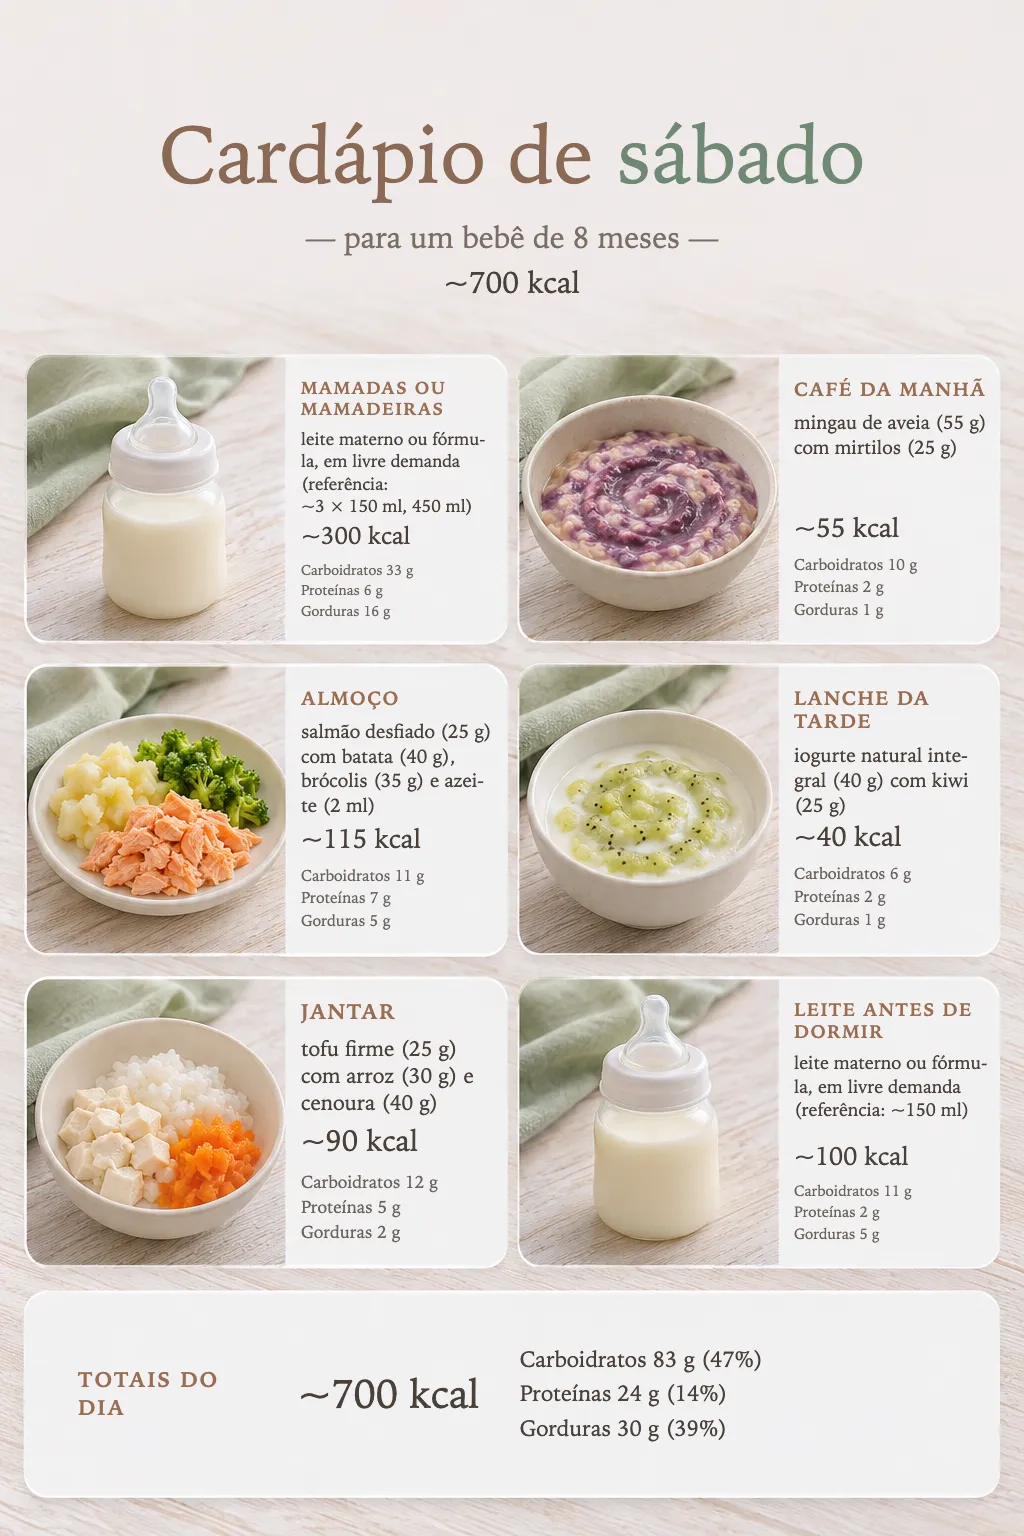 Cardápio de sábado
— para um bebê de 8 meses —
~700 kcal
MAMADAS OU
MAMADEIRAS
leite materno ou fórmu-
la, em livre demanda
(referência:
~3 × 150 ml, 450 ml)
~300 kcal
Carboidratos 33 g
Proteínas 6 g
Gorduras 16 g
CAFÉ DA MANHÃ
mingau de aveia (55 g)
com mirtilos (25 g)
~55 kcal
Carboidratos 10 g
Proteínas 2 g
Gorduras 1 g
ALMOÇO
salmão desfiado (25 g)
com batata (40 g),
brócolis (35 g) e azei-
te (2 ml)
~115 kcal
Carboidratos 11 g
Proteínas 7 g
Gorduras 5 g
LANCHE DA
TARDE
iogurte natural inte-
gral (40 g) com kiwi
(25 g)
~40 kcal
Carboidratos 6 g
Proteínas 2 g
Gorduras 1 g
JANTAR
tofu firme (25 g)
com arroz (30 g) e
cenoura (40 g)
~90 kcal
Carboidratos 12 g
Proteínas 5 g
Gorduras 2 g
LEITE ANTES DE
DORMIR
leite materno ou fórmu-
la, em livre demanda
(referência: ~150 ml)
~100 kcal
Carboidratos 11 g
Proteínas 2 g
Gorduras 5 g
TOTAIS DO
DIA
~700 kcal
Carboidratos 83 g (47%)
Proteínas 24 g (14%)
Gorduras 30 g (39%)